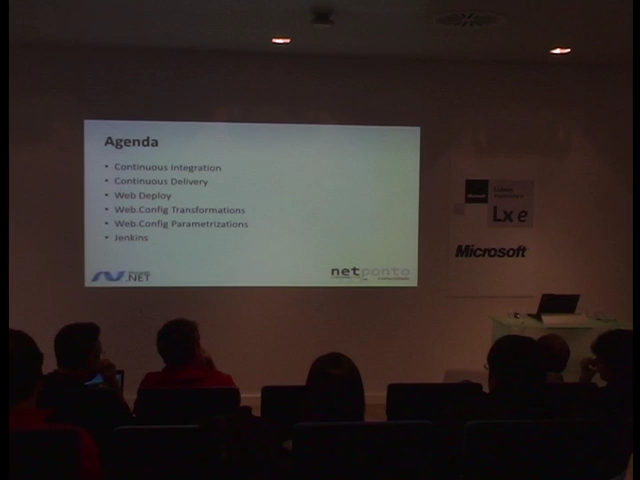 Agenda
• Continuous Integration
• Continuous Delivery
• Web Deploy
• Web.Config Transformations
• Web.Config Parametrizations
• Jenkins
.NET
netponto
Lx e
Microsoft